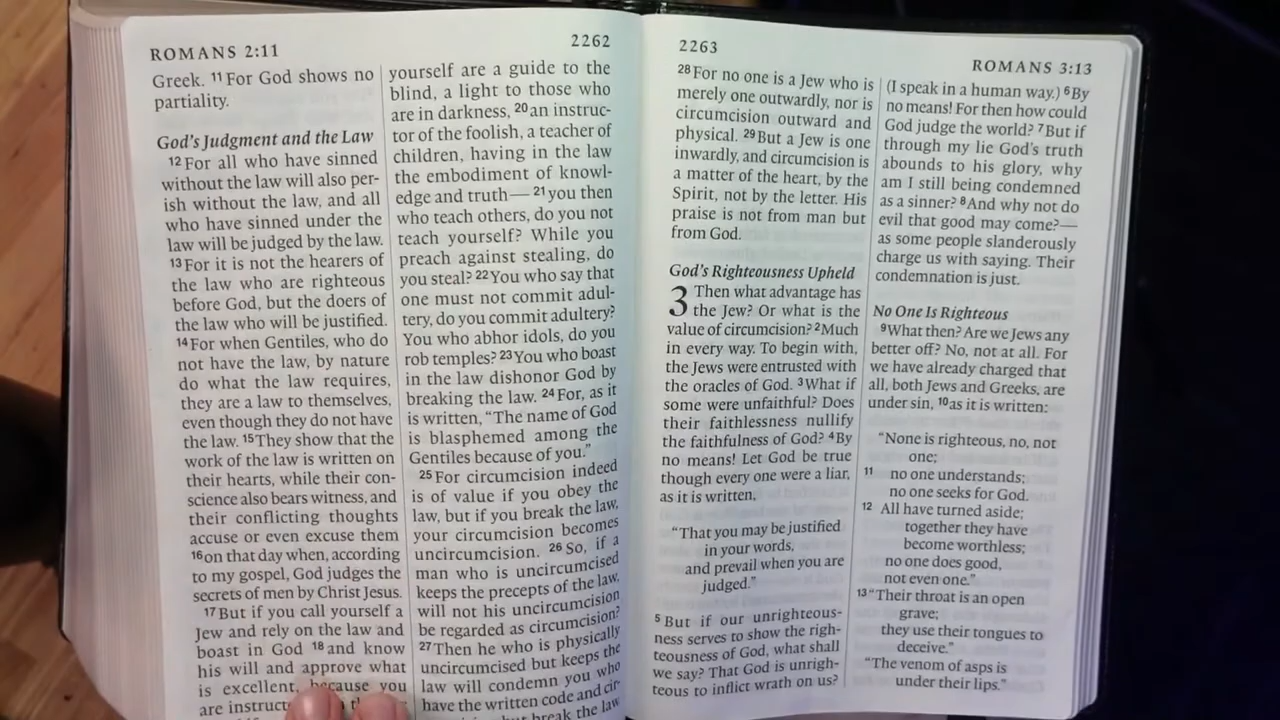 ROMANS 2:11
2262
Greek. 11 For God shows no
partiality.
God's Judgment and the Law
12 For all who have sinned
without the law will also per-
ish without the law, and all
who have sinned under the
law will be judged by the law.
13 For it is not the hearers of
the law who are righteous
before God, but the doers of
the law who will be justified.
14 For when Gentiles, who do
not have the law, by nature
do what the law requires,
they are a law to themselves,
even though they do not have
the law. 15 They show that the
work of the law is written on
their hearts, while their con-
science also bears witness, and
their conflicting thoughts
accuse or even excuse them
16 on that day when, according
to my gospel, God judges the
secrets of men by Christ Jesus.
17 But if you call yourself a
Jew and rely on the law and
boast in God 18 and know
his will and approve what
is excellent, because you
are
yourself are a guide to the
blind, a light to those who
are in darkness, 20 an instruc-
tor of the foolish, a teacher of
children, having in the law
the embodiment of knowl-
edge and truth— 21 you then
who teach others, do you not
teach yourself? While you
preach against stealing, do
you steal? 22 You who say that
one must not commit adul-
tery, do you commit adultery?
You who abhor idols, do you
rob temples? 23 You who boast
in the law dishonor God by
breaking the law. 24 For, as it
is written, “The name of God
is blasphemed among the
Gentiles because of you.”
25 For circumcision indeed
is of value if you obey the
law, but if you break the law,
your circumcision becomes
uncircumcision. 26 So, if a
man who is uncircumcised
keeps the precepts of the law,
will not his uncircumcision
be regarded as circumcision?
27 Then he who is physically
uncircumcised but keeps the
law will condemn you who
have the written code and cir-
but break the law
2263
ROMANS 3:13
28 For no one is a Jew who is
merely one outwardly, nor is
circumcision outward and
physical. 29 But a Jew is one
inwardly, and circumcision is
a matter of the heart, by the
Spirit, not by the letter. His
praise is not from man but
from God.
God's Righteousness Upheld
3 Then what advantage has
the Jew? Or what is the
value of circumcision? 2 Much
in every way. To begin with,
the Jews were entrusted with
the oracles of God. 3 What if
some were unfaithful? Does
their faithlessness nullify
the faithfulness of God? 4 By
no means! Let God be true
though every one were a liar,
as it is written,
“That you may be justified
in your words,
and prevail when you are
judged.”
5 But if our unrighteous-
ness serves to show the righ-
teousness of God, what shall
we say? That God is unrigh-
teous to inflict wrath on us?
(I speak in a human way.) 6 By
no means! For then how could
God judge the world? 7 But if
through my lie God's truth
abounds to his glory, why
am I still being condemned
as a sinner? 8 And why not do
evil that good may come?—
as some people slanderously
charge us with saying. Their
condemnation is just.
No One Is Righteous
9 What then? Are we Jews any
better off? No, not at all. For
we have already charged that
all, both Jews and Greeks, are
under sin, 10 as it is written:
“None is righteous, no, not
one;
11 no one understands;
no one seeks for God.
12 All have turned aside;
together they have
become worthless;
no one does good,
not even one.”
13 “Their throat is an open
grave;
they use their tongues to
deceive.”
“The venom of asps is
under their lips.”